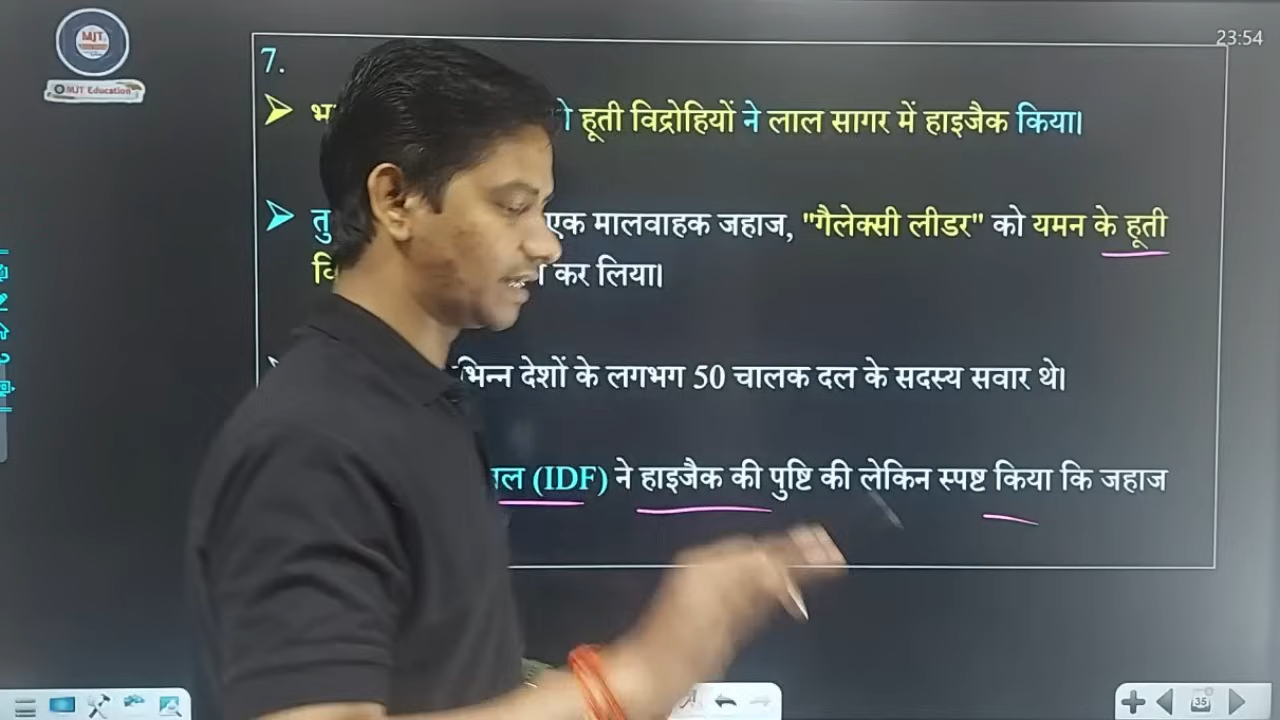 MJT
MJT Education
23:54
7.
हूती विद्रोहियों ने लाल सागर में हाइजैक किया।
एक मालवाहक जहाज, "गैलेक्सी लीडर" को यमन के हूती
कर लिया।
देशों के लगभग 50 चालक दल के सदस्य सवार थे।
(IDF) ने हाइजैक की पुष्टि की लेकिन स्पष्ट किया कि जहाज
35